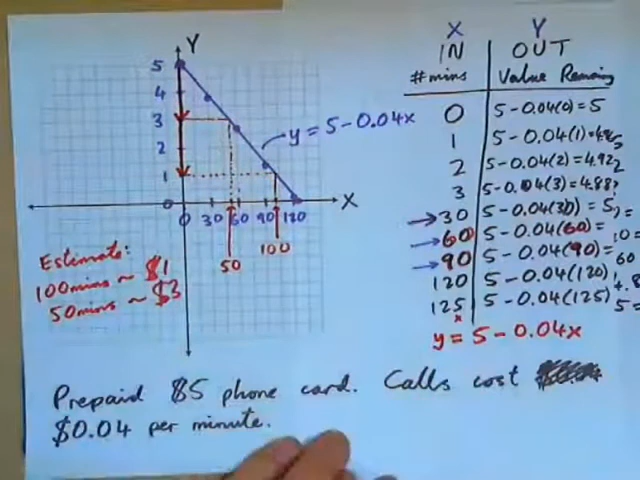 X Y
IN OUT
# mins Value Remaining
0 5 - 0.04(0) = 5
1 5 - 0.04(1) = 4.96
2 5 - 0.04(2) = 4.92
3 5 - 0.04(3) = 4.88
30 5 - 0.04(30) =
60 5 - 0.04(60) =
90 5 - 0.04(90) =
120 5 - 0.04(120)
125 5 - 0.04(125)
x
y = 5 - 0.04x
Y
5
4
3
2
1
0
y = 5 - 0.04x
X
0 30 60 90 120
50
100
Estimate:
100mins ~ $1
50mins ~ $3
Prepaid $5 phone card. Calls cost
$0.04 per minute.